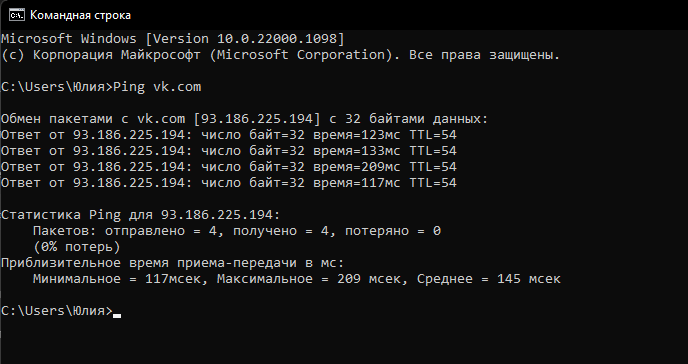 Командная строка
Microsoft Windows [Version 10.0.22000.1098]
(c) Корпорация Майкрософт (Microsoft Corporation). Все права защищены.
C:\Users\Юлия>Ping vk.com
Обмен пакетами с vk.com [93.186.225.194] с 32 байтами данных:
Ответ от 93.186.225.194: число байт=32 время=123мс TTL=54
Ответ от 93.186.225.194: число байт=32 время=133мс TTL=54
Ответ от 93.186.225.194: число байт=32 время=209мс TTL=54
Ответ от 93.186.225.194: число байт=32 время=117мс TTL=54
Статистика Ping для 93.186.225.194:
    Пакетов: отправлено = 4, получено = 4, потеряно = 0
    (0% потерь)
Приблизительное время приема-передачи в мс:
    Минимальное = 117мсек, Максимальное = 209 мсек, Среднее = 145 мсек
C:\Users\Юлия>